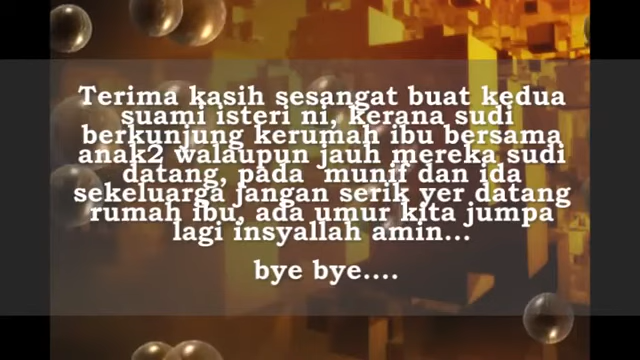 Terima kasih sesangat buat kedua
suami isteri ni, kerana sudi
berkunjung kerumah ibu bersama
anak2 walaupun jauh mereka sudi
datang, pada munif dan ida
sekeluarga jangan serik yer datang
rumah ibu, ada umur kita jumpa
lagi insyallah amin...
bye bye....